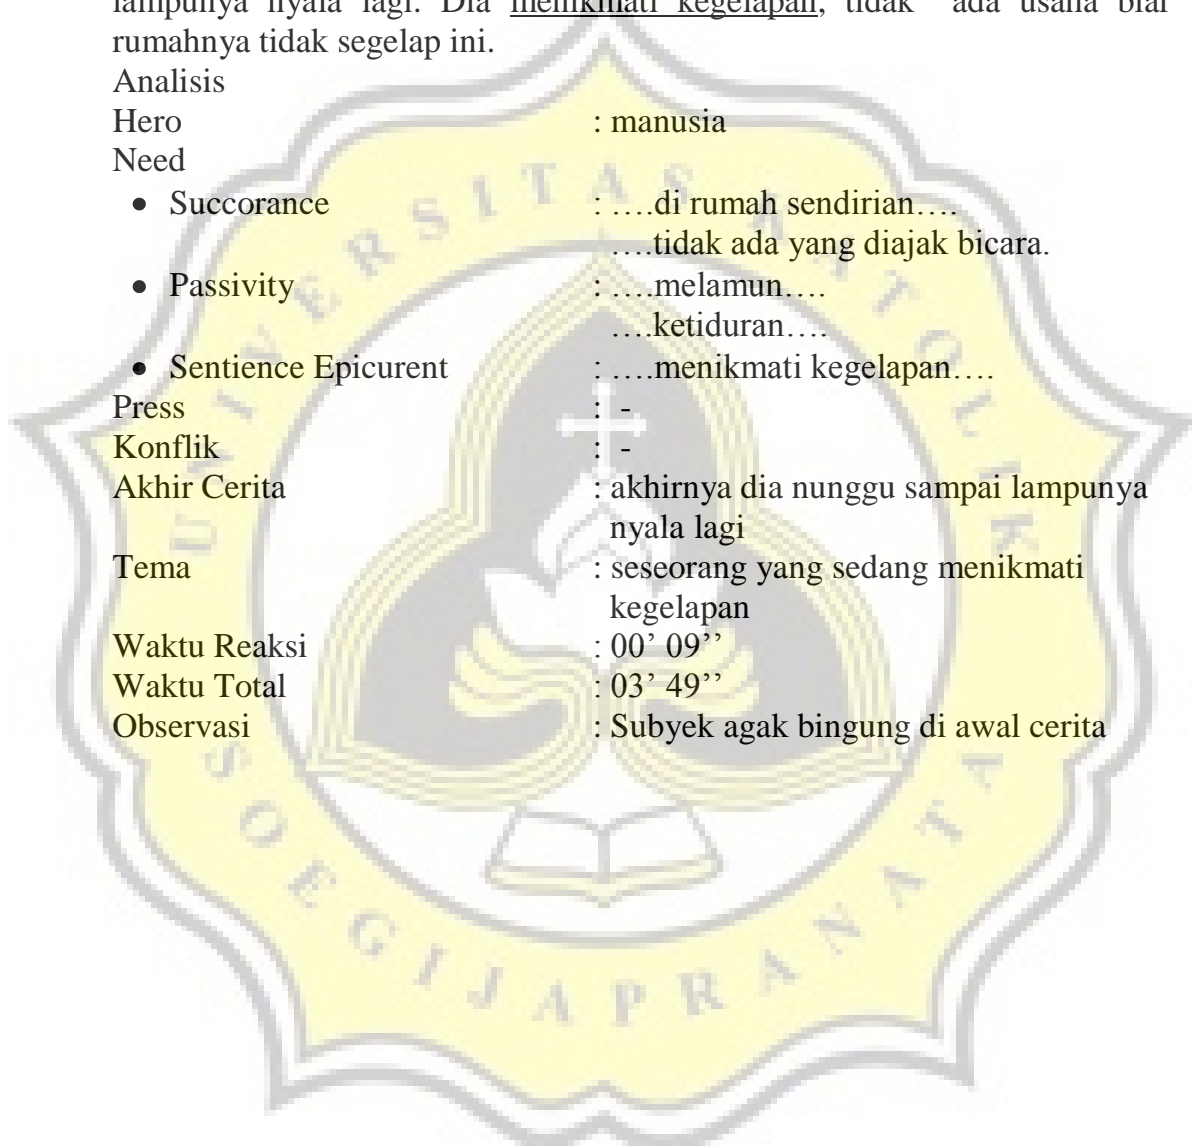 lampunya nyala lagi. Dia menikmati kegelapan, tidak ada usaha biar
rumahnya tidak segelap ini.
Analisis
Hero : manusia
Need
• Succorance : ….di rumah sendirian….
….tidak ada yang diajak bicara.
• Passivity : ….melamun….
….ketiduran….
• Sentience Epicurent : ….menikmati kegelapan….
Press : -
Konflik : -
Akhir Cerita : akhirnya dia nunggu sampai lampunya
nyala lagi
Tema : seseorang yang sedang menikmati
kegelapan
Waktu Reaksi : 00’ 09’’
Waktu Total : 03’ 49’’
Observasi : Subyek agak bingung di awal cerita
UNIVERSITAS KATOLIK
SOEGIJAPRANATA